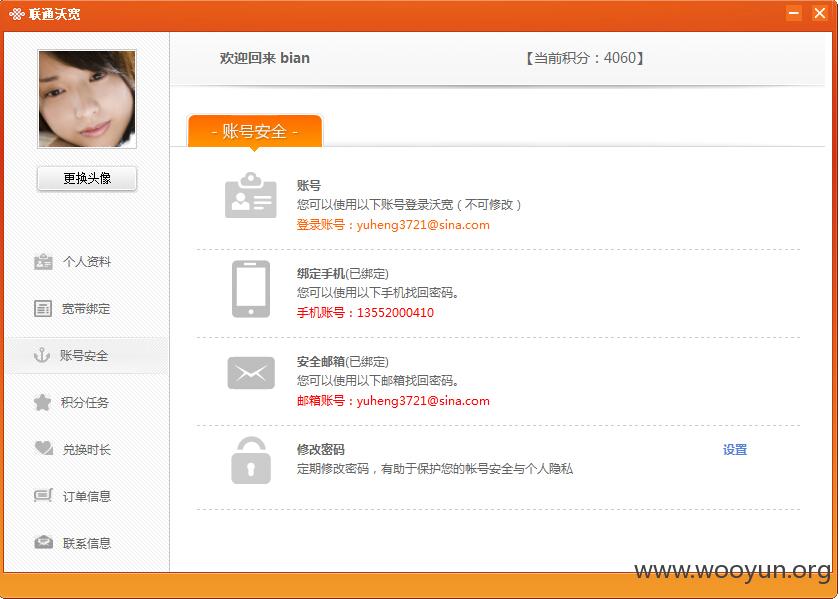 联通沃宽
欢迎回来 bian
【当前积分：4060】
更换头像
个人资料
宽带绑定
账号安全
积分任务
兑换时长
订单信息
联系信息
- 账号安全 -
账号
您可以使用以下账号登录沃宽（不可修改）
登录账号：yuheng3721@sina.com
绑定手机(已绑定)
您可以使用以下手机找回密码。
手机账号：13552000410
安全邮箱(已绑定)
您可以使用以下邮箱找回密码。
邮箱账号：yuheng3721@sina.com
修改密码
设置
定期修改密码，有助于保护您的帐号安全与个人隐私
www.wooyun.org